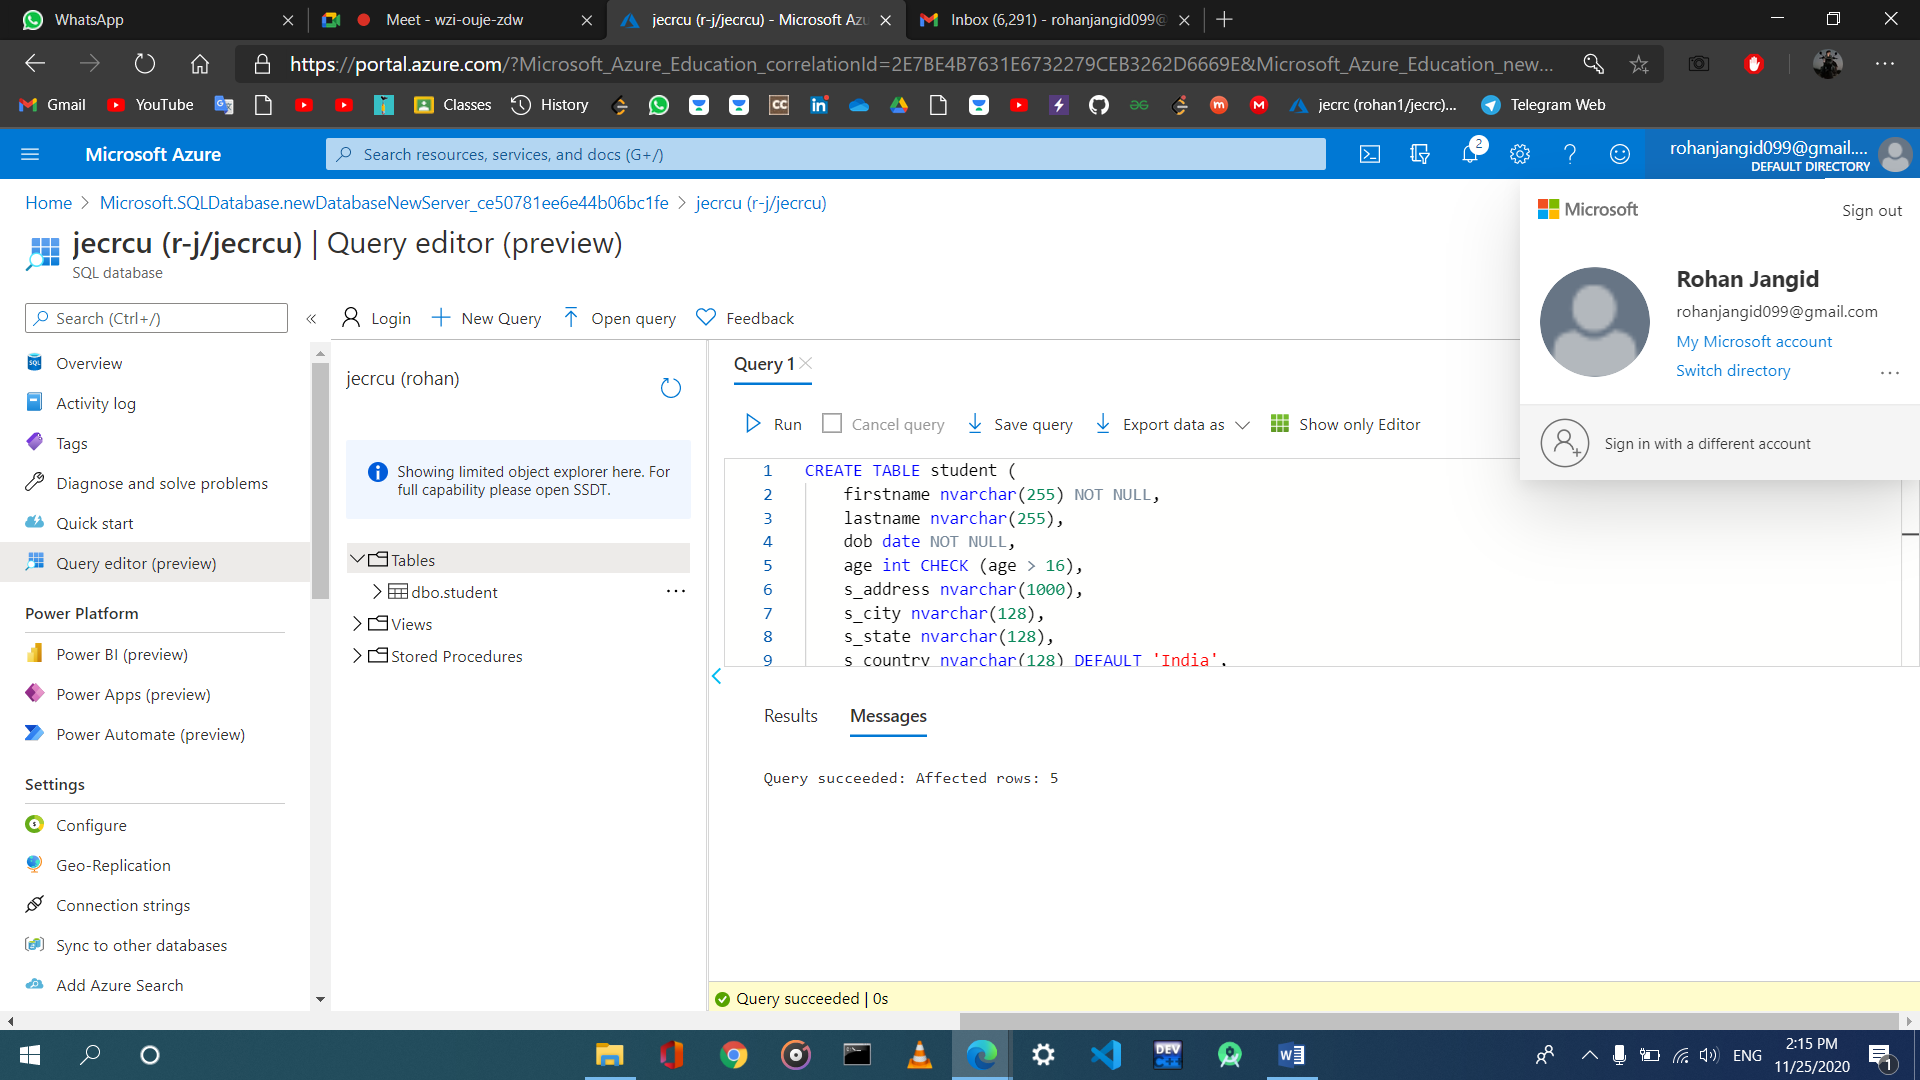 WhatsApp
Meet - wzi-ouje-zdw
jecrcu (r-j/jecrcu) - Microsoft Azu
Inbox (6,291) - rohanjangid099@
https://portal.azure.com/?Microsoft_Azure_Education_correlationId=2E7BE4B7631E6732279CEB3262D6669E&Microsoft_Azure_Education_new...
Gmail
YouTube
CC
Classes
History
jecrc (rohan1/jecrc)...
Telegram Web
Microsoft Azure
Search resources, services, and docs (G+/)
2
rohanjangid099@gmail....
DEFAULT DIRECTORY
Home > Microsoft.SQLDatabase.newDatabaseNewServer_ce50781ee6e44b06bc1fe > jecrcu (r-j/jecrcu)
jecrcu (r-j/jecrcu) | Query editor (preview)
SQL database
Microsoft
Sign out
Rohan Jangid
rohanjangid099@gmail.com
My Microsoft account
Switch directory
...
Sign in with a different account
Search (Ctrl+/)
«
Login
New Query
Open query
Feedback
Overview
Activity log
Tags
Diagnose and solve problems
Quick start
Query editor (preview)
Power Platform
Power BI (preview)
Power Apps (preview)
Power Automate (preview)
Settings
Configure
Geo-Replication
Connection strings
Sync to other databases
Add Azure Search
jecrcu (rohan)
Showing limited object explorer here. For
full capability please open SSDT.
Tables
dbo.student
...
Views
Stored Procedures
Query 1
Run
Cancel query
Save query
Export data as
Show only Editor
1 CREATE TABLE student (
2 firstname nvarchar(255) NOT NULL,
3 lastname nvarchar(255),
4 dob date NOT NULL,
5 age int CHECK (age > 16),
6 s_address nvarchar(1000),
7 s_city nvarchar(128),
8 s_state nvarchar(128),
9 s_country nvarchar(128) DEFAULT 'India',
Results
Messages
Query succeeded: Affected rows: 5
Query succeeded | 0s
DEV
C++
ENG
2:15 PM
11/25/2020
1